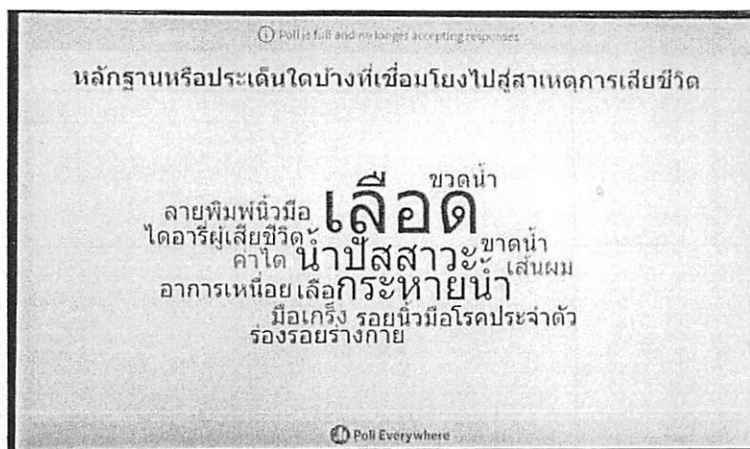 Poll is full and no longer accepting responses
หลักฐานหรือประเด็นใดบ้างที่เชื่อมโยงไปสู่สาเหตุการเสียชีวิต
ขวดน้ำ
ลายพิมพ์นิ้วมือ เลือด
ไดอารี่ผู้เสียชีวิต
ค่าไต น้ำปัสสาวะ ขาดน้ำ
เส้นผม
อาการเหนื่อย เลือ กระหายน้ำ
มือเกร็ง รอยนิ้วมือ โรคประจำตัว
ร่องรอยร่างกาย
Poll Everywhere